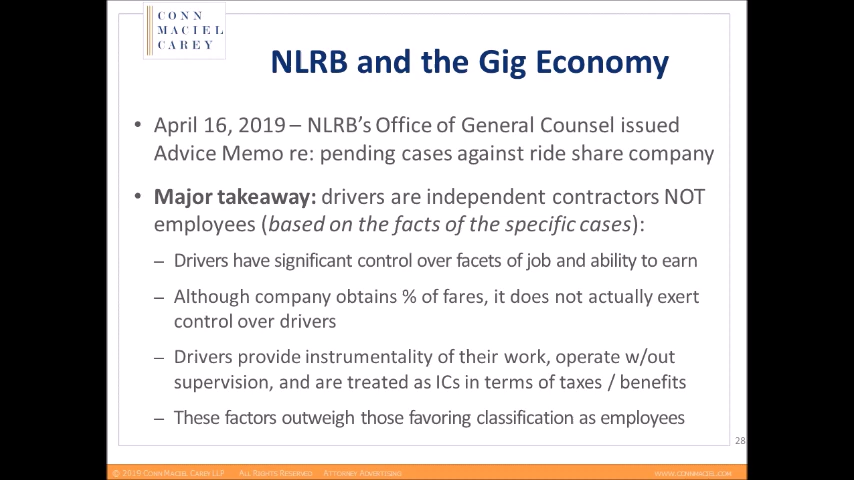 CONN
MACIEL
CAREY
NLRB and the Gig Economy
• April 16, 2019 – NLRB's Office of General Counsel issued
Advice Memo re: pending cases against ride share company
• Major takeaway: drivers are independent contractors NOT
employees (based on the facts of the specific cases):
– Drivers have significant control over facets of job and ability to earn
– Although company obtains % of fares, it does not actually exert
control over drivers
– Drivers provide instrumentality of their work, operate w/out
supervision, and are treated as ICs in terms of taxes / benefits
– These factors outweigh those favoring classification as employees
28
© 2019 CONN MACIEL CAREY LLP ALL RIGHTS RESERVED ATTORNEY ADVERTISING WWW.CONNMACIEL.COM